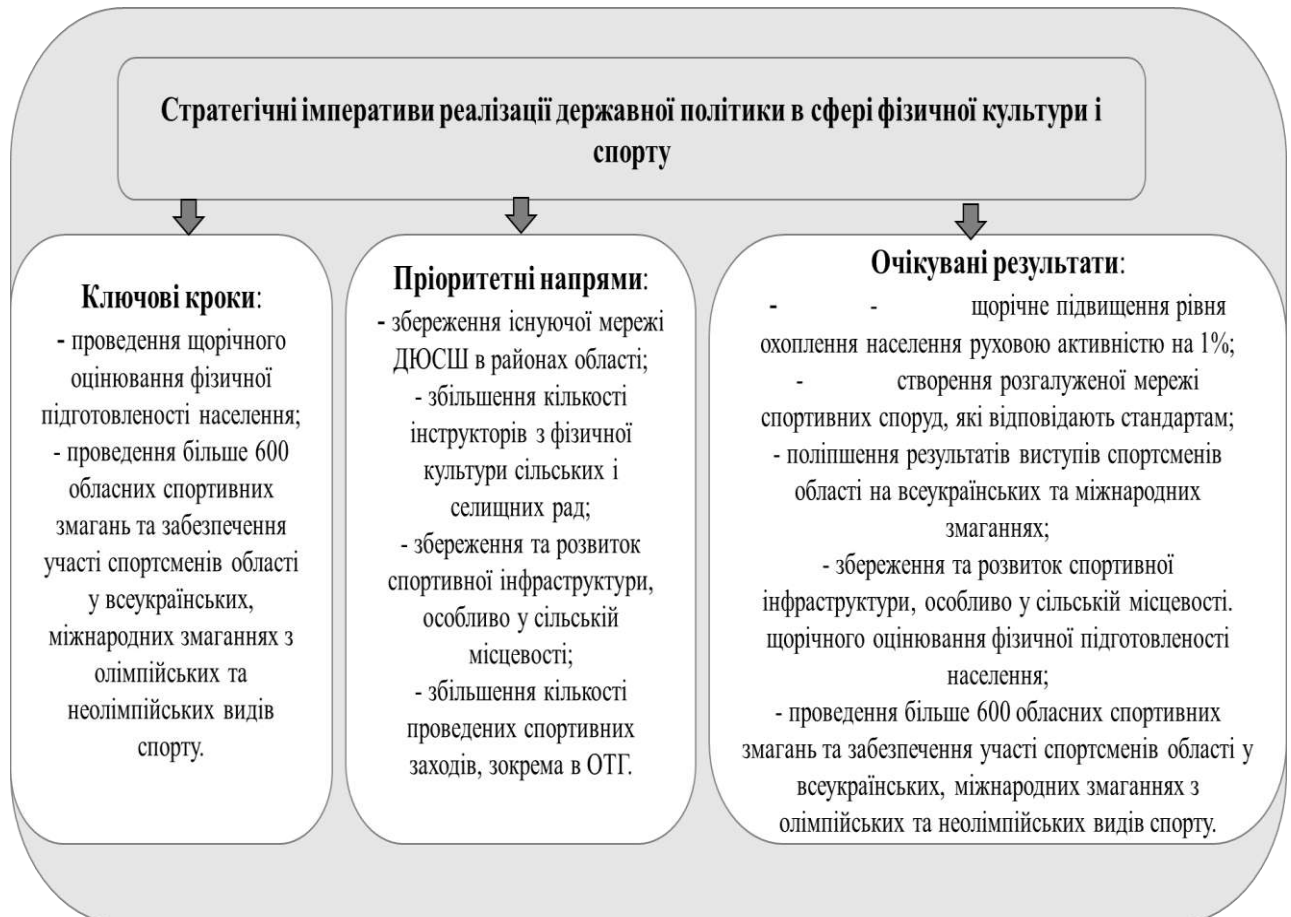 Стратегічні імперативи реалізації державної політики в сфері фізичної культури і
спорту
Ключові кроки:
- проведення щорічного
оцінювання фізичної
підготовленості населення;
- проведення більше 600
обласних спортивних
змагань та забезпечення
участі спортсменів області
у всеукраїнських,
міжнародних змаганнях з
олімпійських та
неолімпійських видів
спорту.
Пріоритетні напрями:
- збереження існуючої мережі
ДЮСШ в районах області;
- збільшення кількості
інструкторів з фізичної
культури сільських і
селищних рад;
- збереження та розвиток
спортивної інфраструктури,
особливо у сільській
місцевості;
- збільшення кількості
проведених спортивних
заходів, зокрема в ОТГ.
Очікувані результати:
- - щорічне підвищення рівня
охоплення населення руховою активністю на 1%;
- створення розгалуженої мережі
спортивних споруд, які відповідають стандартам;
- поліпшення результатів виступів спортсменів
області на всеукраїнських та міжнародних
змаганнях;
- збереження та розвиток спортивної
інфраструктури, особливо у сільській місцевості.
щорічного оцінювання фізичної підготовленості
населення;
- проведення більше 600 обласних спортивних
змагань та забезпечення участі спортсменів області у
всеукраїнських, міжнародних змаганнях з
олімпійських та неолімпійських видів спорту.